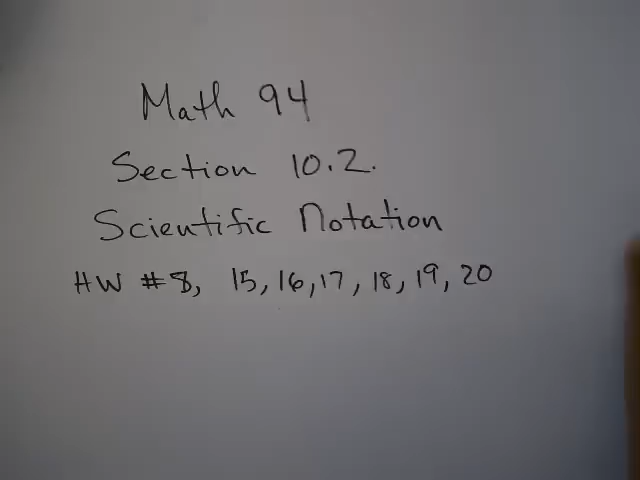 Math 94
Section 10.2.
Scientific Notation
HW #8, 15, 16, 17, 18, 19, 20